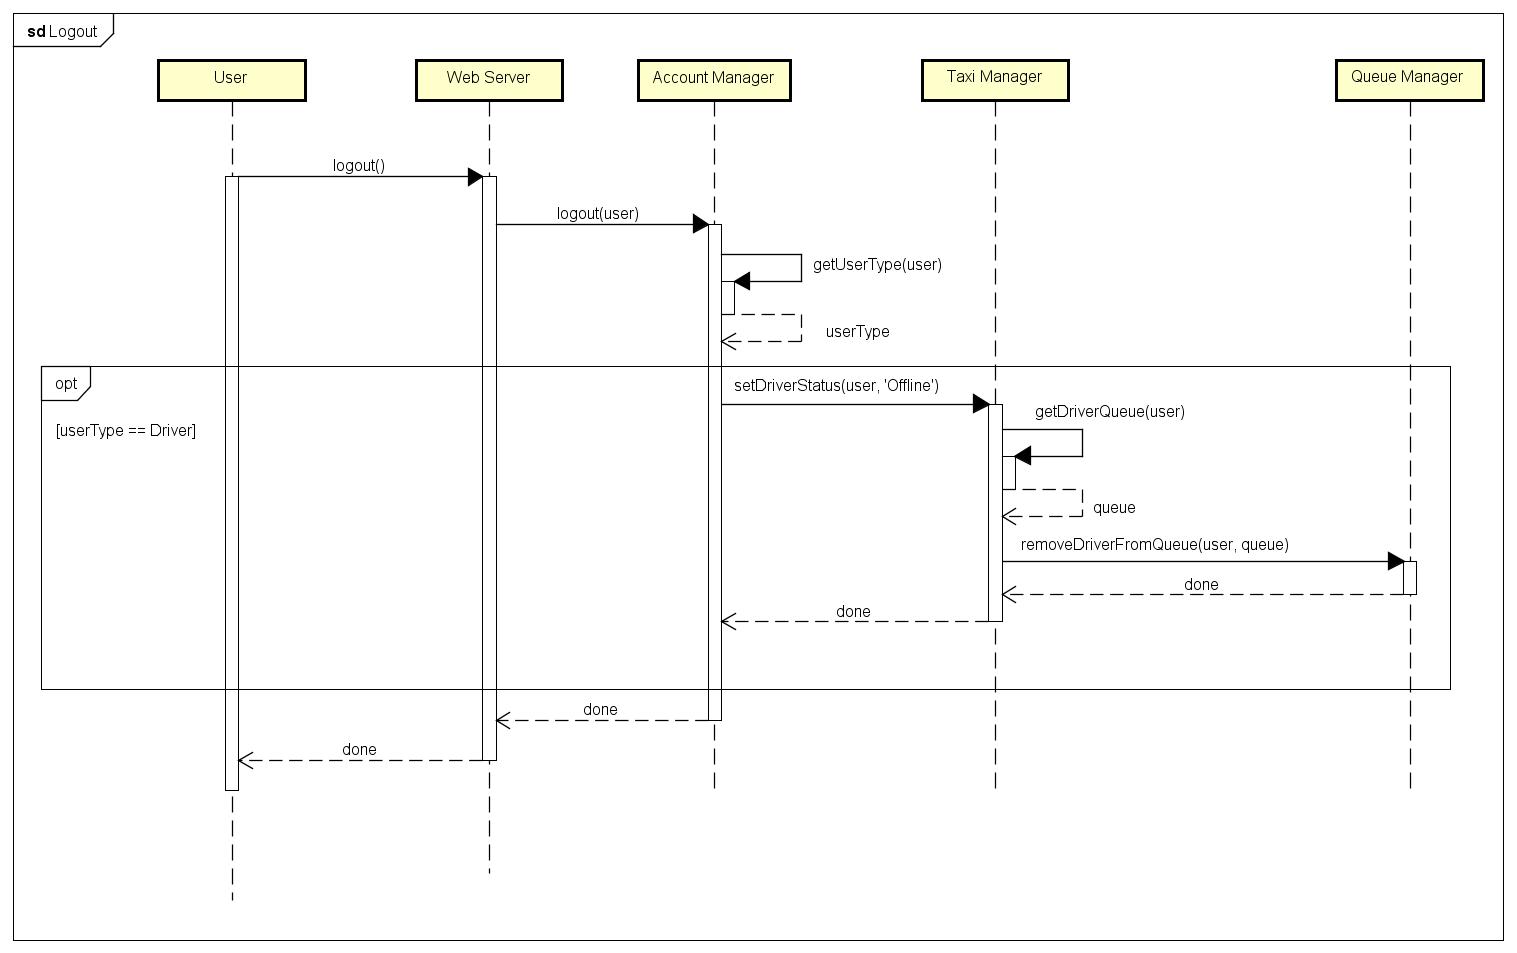 sd Logout
User
Web Server
Account Manager
Taxi Manager
Queue Manager
logout()
logout(user)
getUserType(user)
userType
opt
setDriverStatus(user, 'Offline')
getDriverQueue(user)
[userType == Driver]
queue
removeDriverFromQueue(user, queue)
done
done
done
done